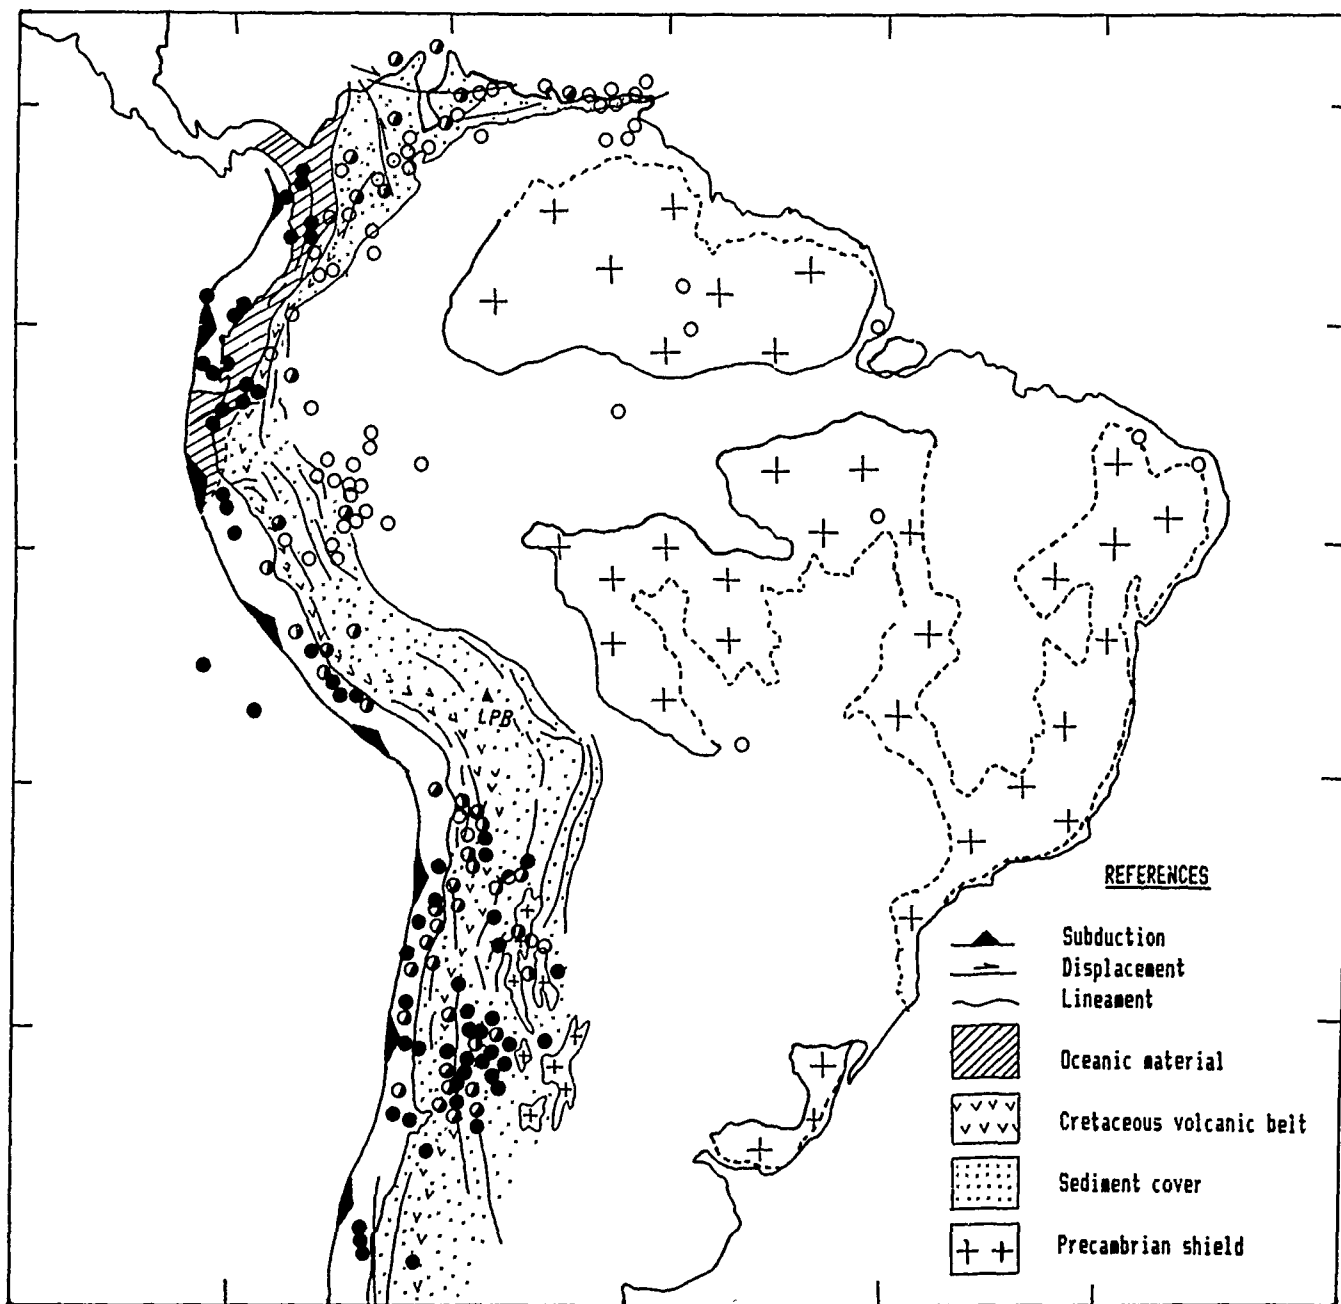 LPB
REFERENCES
Subduction
Displacement
Lineament
Oceanic material
Cretaceous volcanic belt
Sediment cover
Precambrian shield